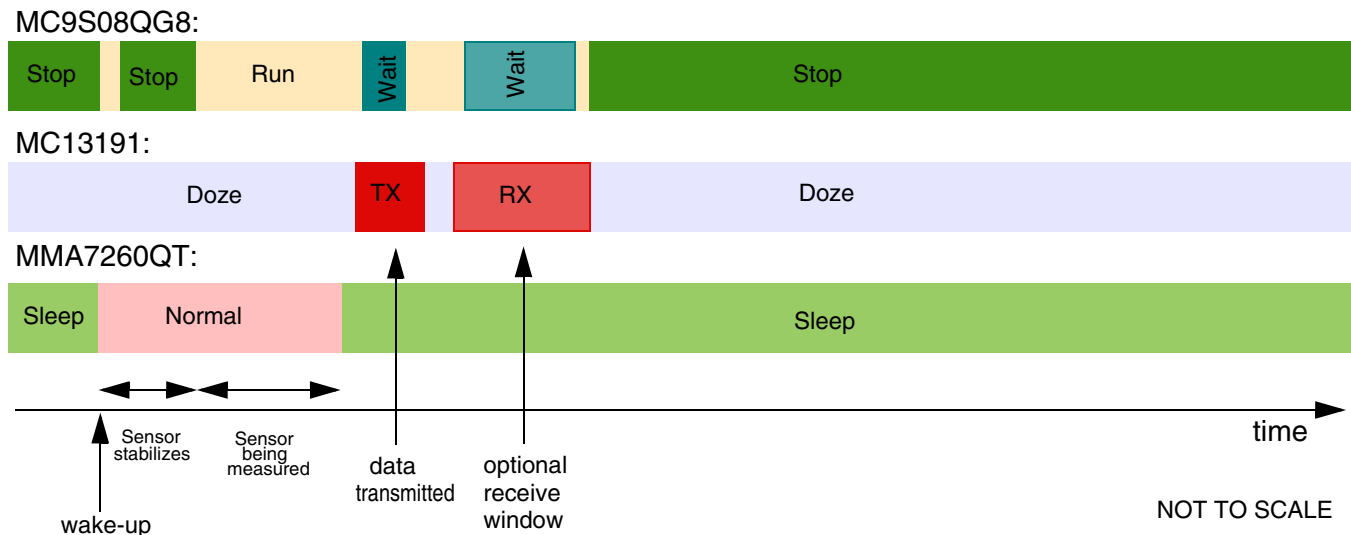 MC9S08QG8:
Stop Stop Run Wait Wait Stop
MC13191:
Doze TX RX Doze
MMA7260QT:
Sleep Normal Sleep
time
Sensor
stabilizes
Sensor
being
measured
data
transmitted
optional
receive
window
wake-up
NOT TO SCALE